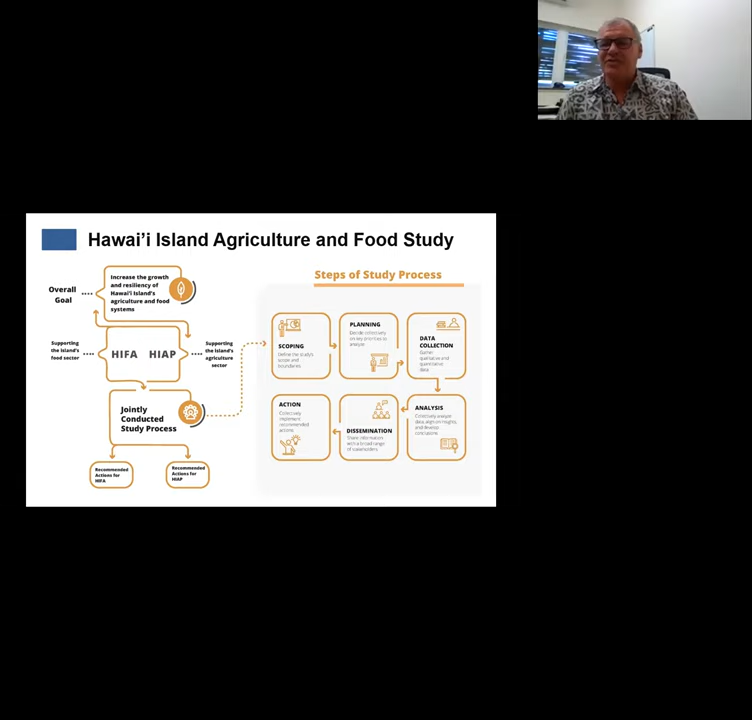 Hawai‘i Island Agriculture and Food Study
Overall
Goal
Increase the growth
and resiliency of
Hawai‘i Island's
agriculture and food
systems
Supporting
the Island's
food sector
HIFA HIAP
Supporting
the Island's
agriculture
sector
Jointly
Conducted
Study Process
Recommended
Actions for
HIFA
Recommended
Actions for
HIAP
Steps of Study Process
SCOPING
Define the study's
scope and
boundaries
PLANNING
Decide collectively
on key priorities to
analyze
DATA
COLLECTION
Gather
qualitative and
quantitative
data
ANALYSIS
Collectively analyze
data, align on insights,
and develop
conclusions
DISSEMINATION
Share information
with a broad range
of stakeholders
ACTION
Collectively
implement
recommended
actions